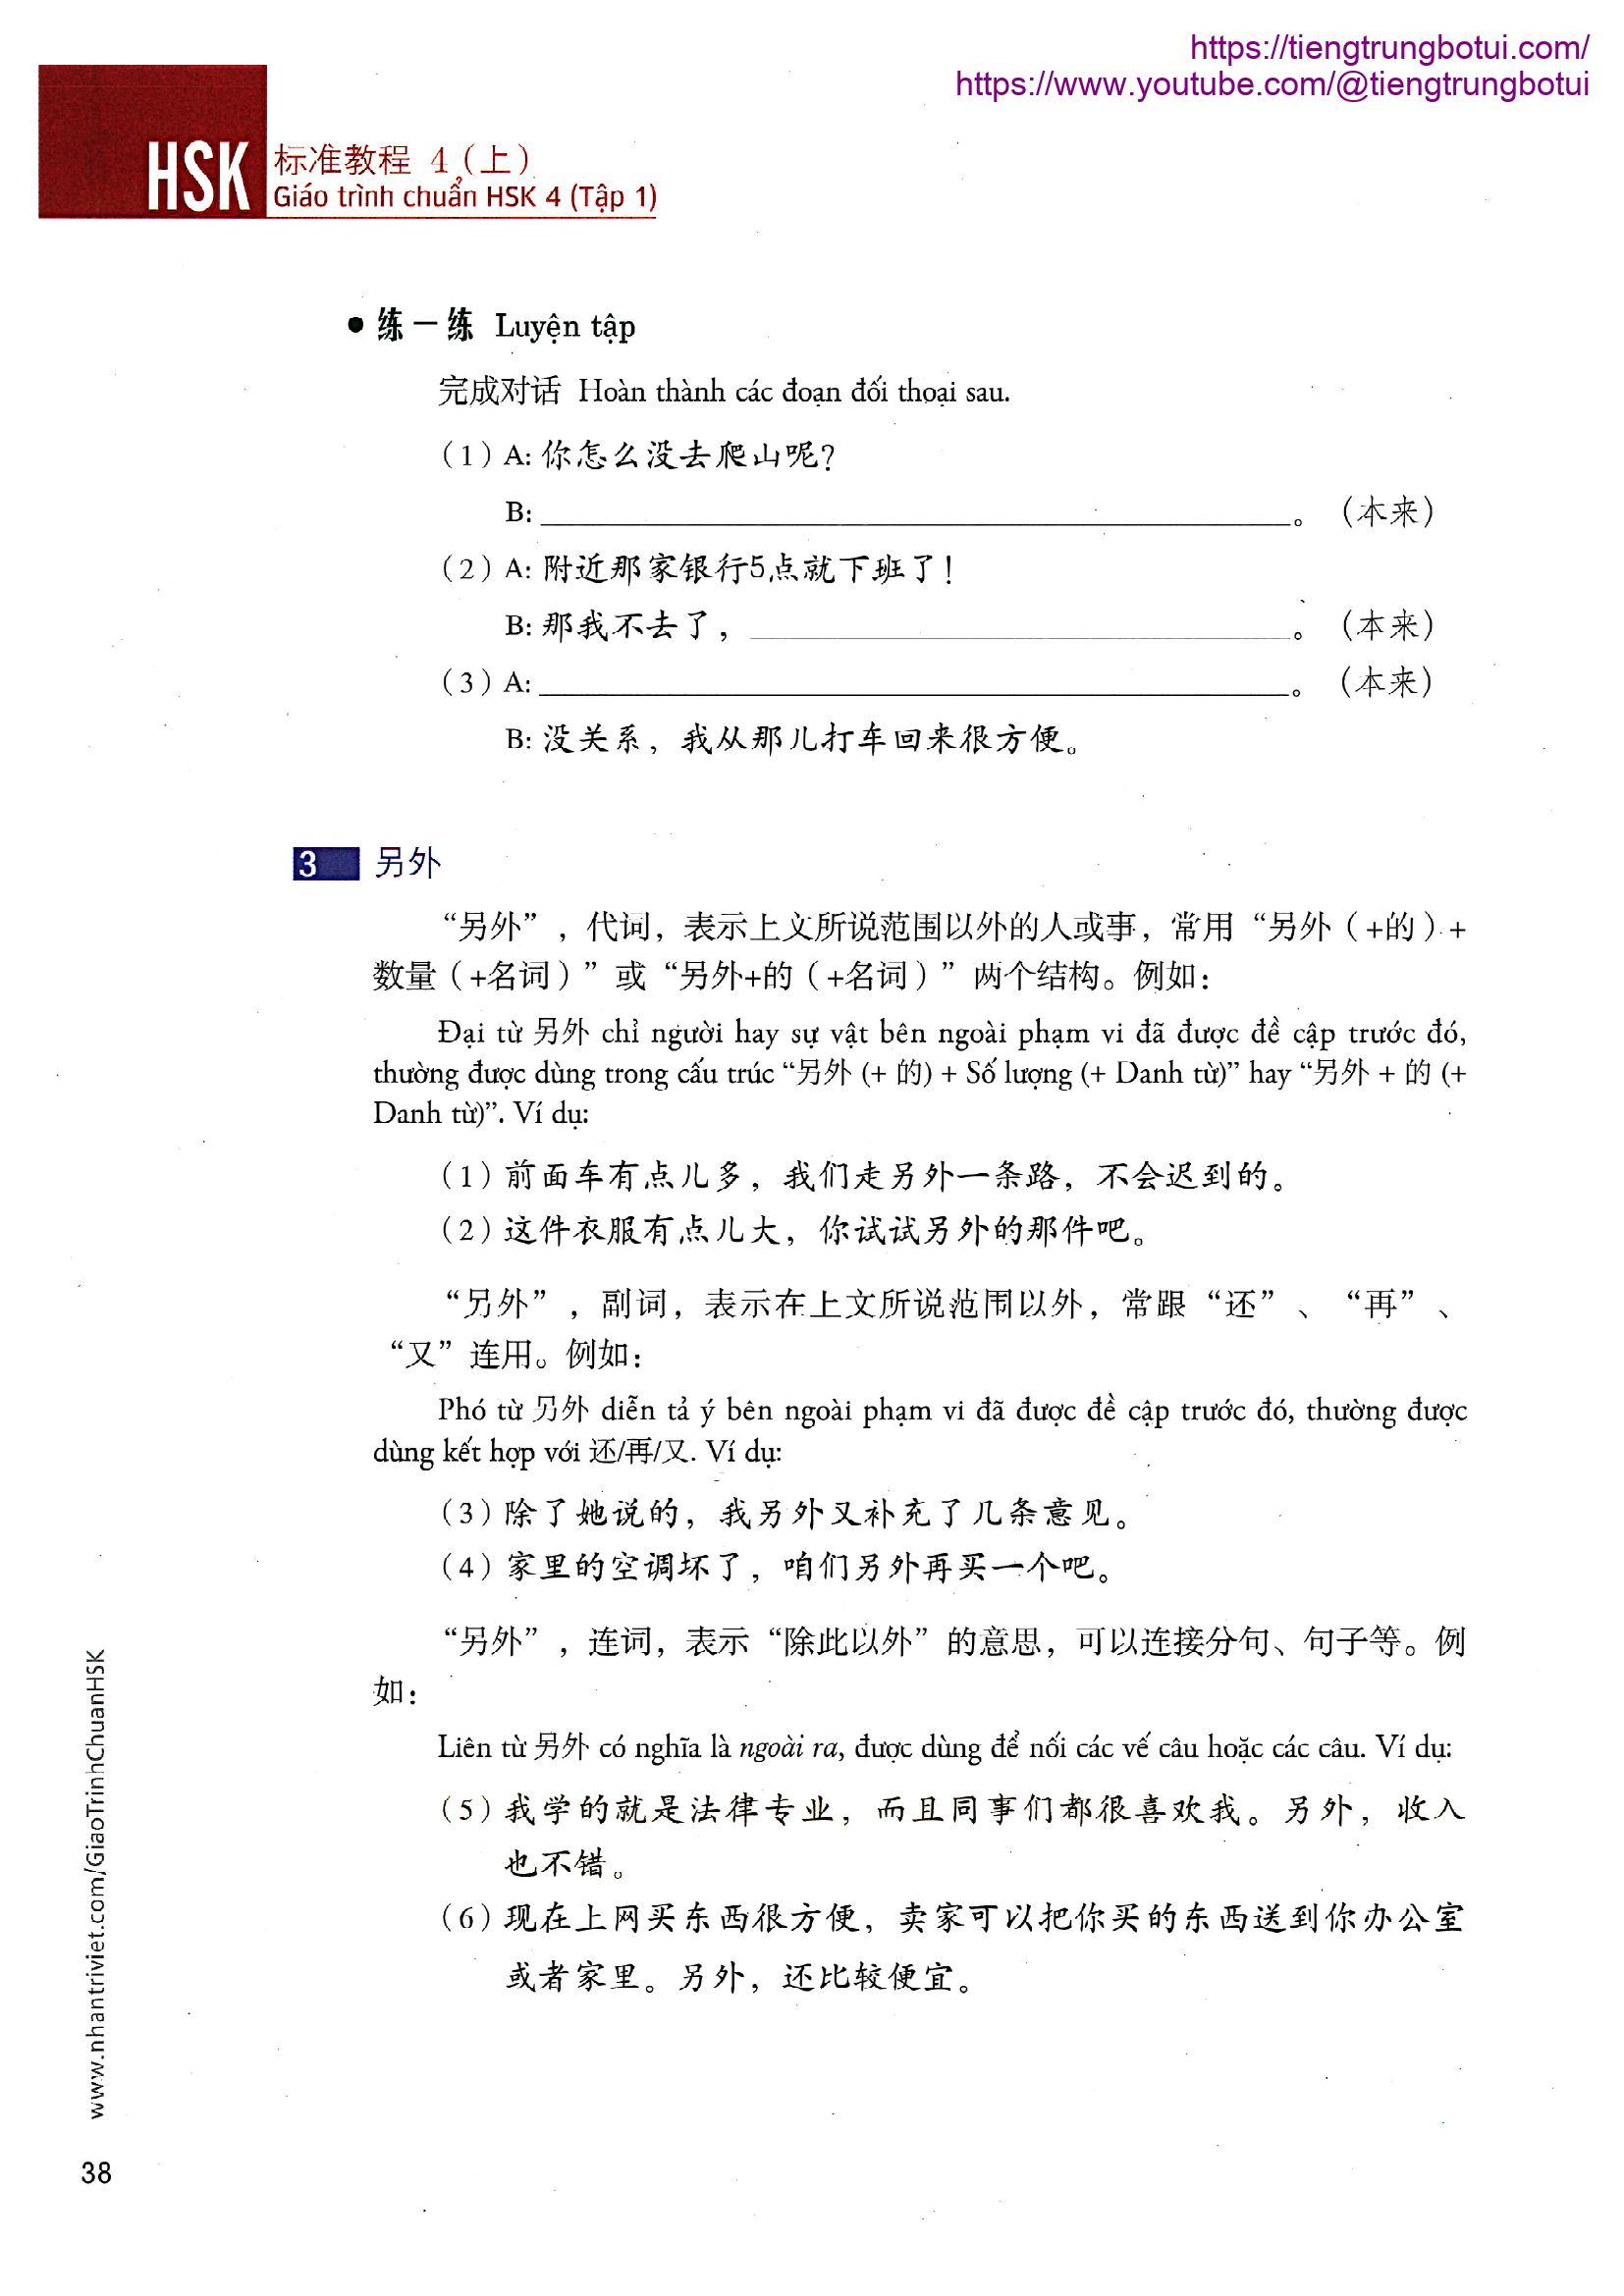 https://tiengtrungbotui.com/
https://www.youtube.com/@tiengtrungbotui
HSK 标准教程 4（上）
Giáo trình chuẩn HSK 4 (Tập 1)
● 练一练 Luyện tập
完成对话 Hoàn thành các đoạn đối thoại sau.
（1）A: 你怎么没去爬山呢？
B: ______________________________。（本来）
（2）A: 附近那家银行5点就下班了！
B: 那我不去了，______________________。（本来）
（3）A: ______________________________。（本来）
B: 没关系，我从那儿打车回来很方便。
3 另外
“另外”，代词，表示上文所说范围以外的人或事，常用“另外（+的）+
数量（+名词）”或“另外+的（+名词）”两个结构。例如：
Đại từ 另外 chỉ người hay sự vật bên ngoài phạm vi đã được đề cập trước đó,
thường được dùng trong cấu trúc “另外 (+ 的) + Số lượng (+ Danh từ)” hay “另外 + 的 (+
Danh từ)”. Ví dụ:
（1）前面车有点儿多，我们走另外一条路，不会迟到的。
（2）这件衣服有点儿大，你试试另外的那件吧。
“另外”，副词，表示在上文所说范围以外，常跟“还”、“再”、
“又”连用。例如：
Phó từ 另外 diễn tả ý bên ngoài phạm vi đã được đề cập trước đó, thường được
dùng kết hợp với 还/再/又. Ví dụ:
（3）除了她说的，我另外又补充了几条意见。
（4）家里的空调坏了，咱们另外再买一个吧。
“另外”，连词，表示“除此以外”的意思，可以连接分句、句子等。例
如：
Liên từ 另外 có nghĩa là ngoài ra, được dùng để nối các vế câu hoặc các câu. Ví dụ:
（5）我学的就是法律专业，而且同事们都很喜欢我。另外，收入
也不错。
（6）现在上网买东西很方便，卖家可以把你买的东西送到你办公室
或者家里。另外，还比较便宜。
www.nhantriviet.com/GiaoTrinhChuanHSK
38